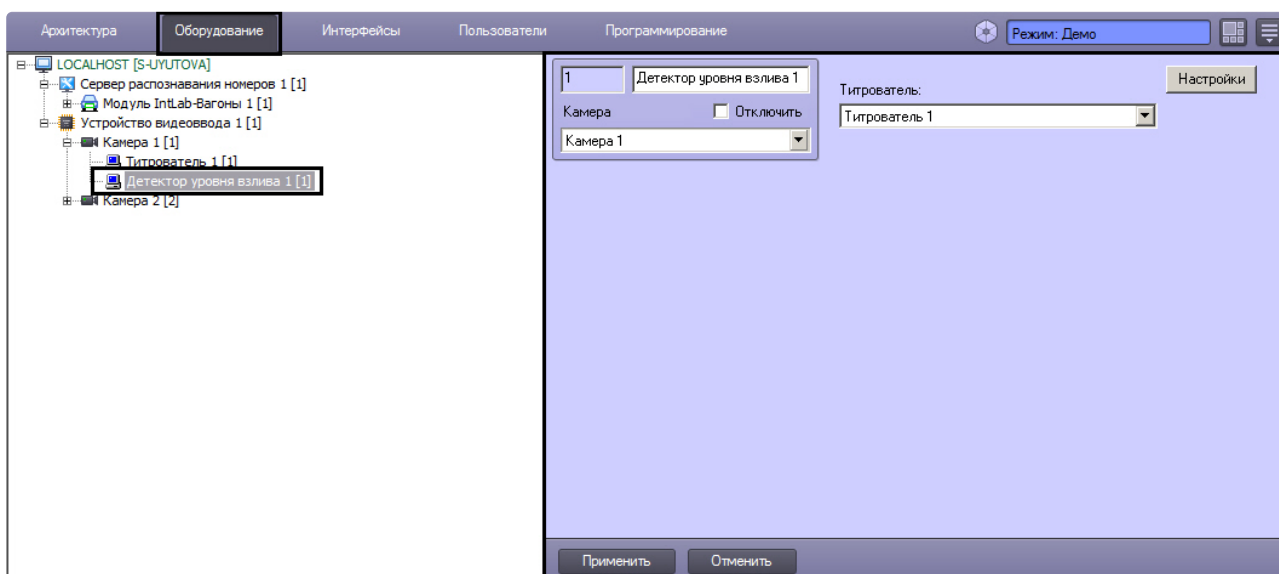 Архитектура Оборудование Интерфейсы Пользователи Программирование Режим: Демо
LOCALHOST [S-UYUTOVA]
Сервер распознавания номеров 1 [1]
Модуль IntLab-Вагоны 1 [1]
Устройство видеоввода 1 [1]
Камера 1 [1]
Титрователь 1 [1]
Детектор уровня взлива 1 [1]
Камера 2 [2]
1 Детектор уровня взлива 1
Камера Отключить
Камера 1
Титрователь:
Титрователь 1
Настройки
Применить Отменить